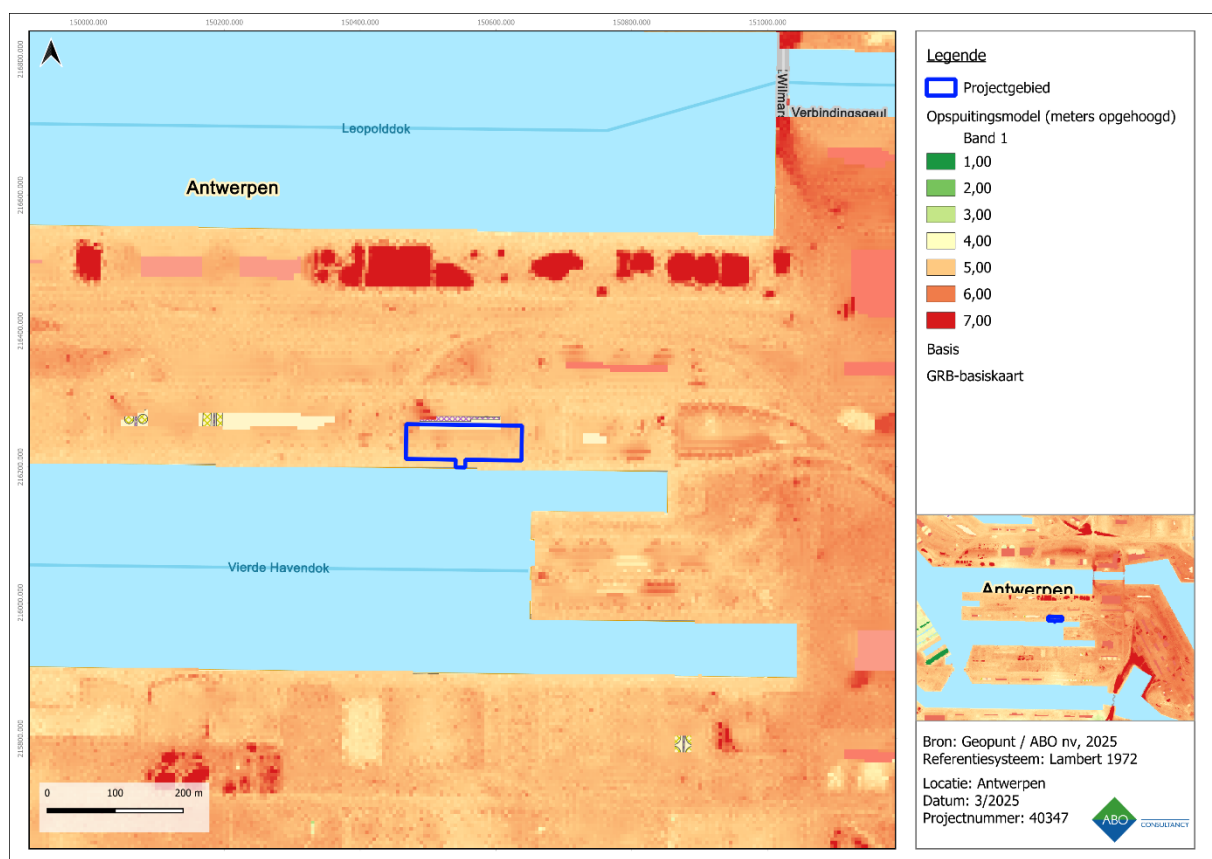 150000.000 150200.000 150400.000 150600.000 150800.000 151000.000
216800.000
216600.000
216400.000
216200.000
216000.000
215800.000
Wilmar
Verbindingsgeul
Leopolddok
Antwerpen
Vierde Havendok
0 100 200 m
Legende
Projectgebied
Opspuitingsmodel (meters opgehoogd)
Band 1
1,00
2,00
3,00
4,00
5,00
6,00
7,00
Basis
GRB-basiskaart
Antwerpen
Bron: Geopunt / ABO nv, 2025
Referentiesysteem: Lambert 1972
Locatie: Antwerpen
Datum: 3/2025
Projectnummer: 40347
ABO
CONSULTANCY